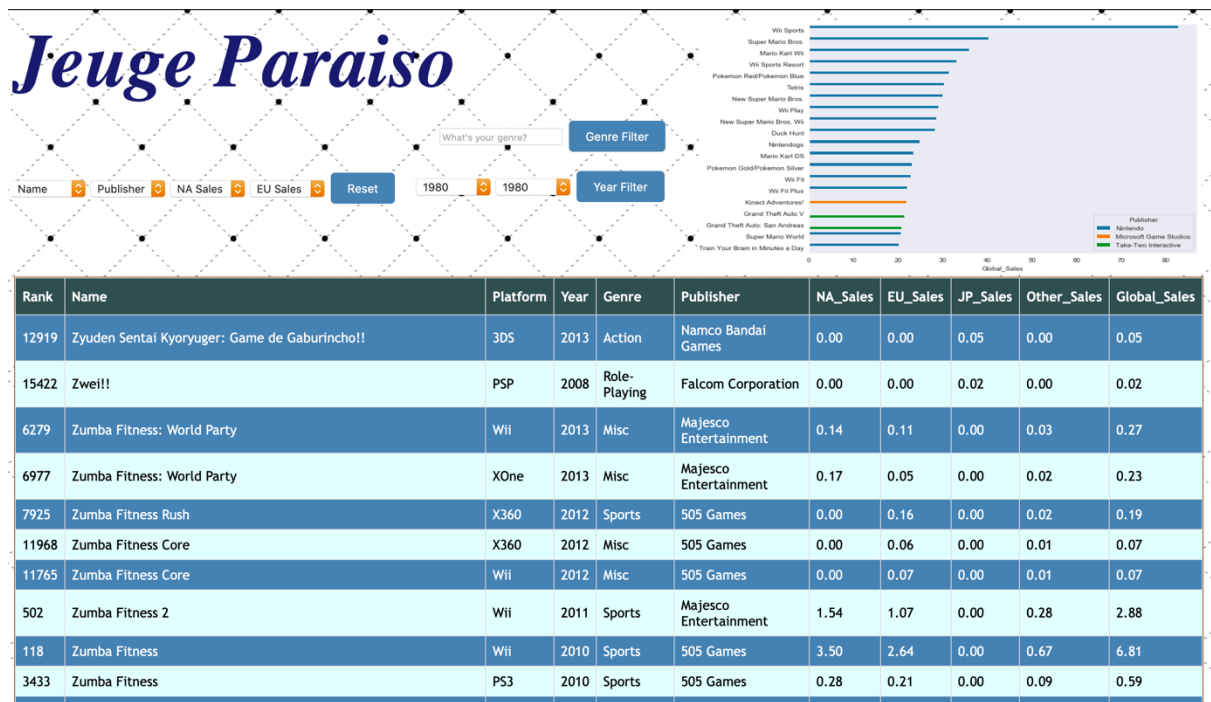 Jeuge Paraiso
What's your genre?
Genre Filter
Name
Publisher
NA Sales
EU Sales
Reset
1980
1980
Year Filter
Wii Sports
Super Mario Bros.
Mario Kart Wii
Wii Sports Resort
Pokemon Red/Pokemon Blue
Tetris
New Super Mario Bros.
Wii Play
New Super Mario Bros. Wii
Duck Hunt
Nintendogs
Mario Kart DS
Pokemon Gold/Pokemon Silver
Wii Fit
Wii Fit Plus
Kinect Adventures!
Grand Theft Auto V
Grand Theft Auto: San Andreas
Super Mario World
Train Your Brain in Minutes a Day
0 10 20 30 40 50 60 70 80
Global_Sales
Publisher
Nintendo
Microsoft Game Studios
Take-Two Interactive
Rank Name Platform Year Genre Publisher NA_Sales EU_Sales JP_Sales Other_Sales Global_Sales
12919 Zyuden Sentai Kyoryuger: Game de Gaburincho!! 3DS 2013 Action Namco Bandai Games 0.00 0.00 0.05 0.00 0.05
15422 Zwei!! PSP 2008 Role-Playing Falcom Corporation 0.00 0.00 0.02 0.00 0.02
6279 Zumba Fitness: World Party Wii 2013 Misc Majesco Entertainment 0.14 0.11 0.00 0.03 0.27
6977 Zumba Fitness: World Party XOne 2013 Misc Majesco Entertainment 0.17 0.05 0.00 0.02 0.23
7925 Zumba Fitness Rush X360 2012 Sports 505 Games 0.00 0.16 0.00 0.02 0.19
11968 Zumba Fitness Core X360 2012 Misc 505 Games 0.00 0.06 0.00 0.01 0.07
11765 Zumba Fitness Core Wii 2012 Misc 505 Games 0.00 0.07 0.00 0.01 0.07
502 Zumba Fitness 2 Wii 2011 Sports Majesco Entertainment 1.54 1.07 0.00 0.28 2.88
118 Zumba Fitness Wii 2010 Sports 505 Games 3.50 2.64 0.00 0.67 6.81
3433 Zumba Fitness PS3 2010 Sports 505 Games 0.28 0.21 0.00 0.09 0.59